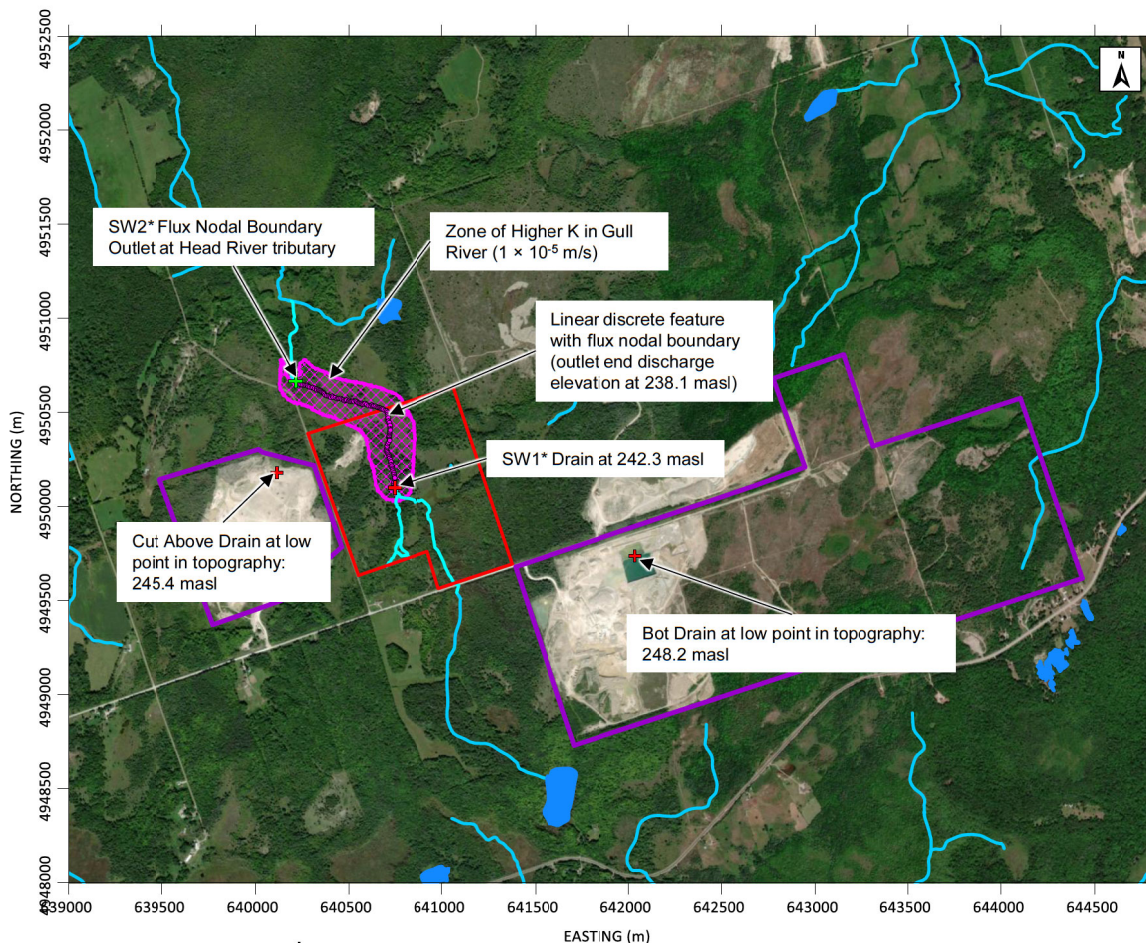 N
SW2* Flux Nodal Boundary
Outlet at Head River tributary
Zone of Higher K in Gull
River (1 × 10⁻⁵ m/s)
Linear discrete feature
with flux nodal boundary
(outlet end discharge
elevation at 238.1 masl)
SW1* Drain at 242.3 masl
Cut Above Drain at low
point in topography:
245.4 masl
Bot Drain at low point in topography:
248.2 masl
NORTHING (m)
4952500
4952000
4951500
4951000
4950500
4950000
4949500
4949000
4948500
4948000
639000 639500 640000 640500 641000 641500 642000 642500 643000 643500 644000 644500
EASTING (m)